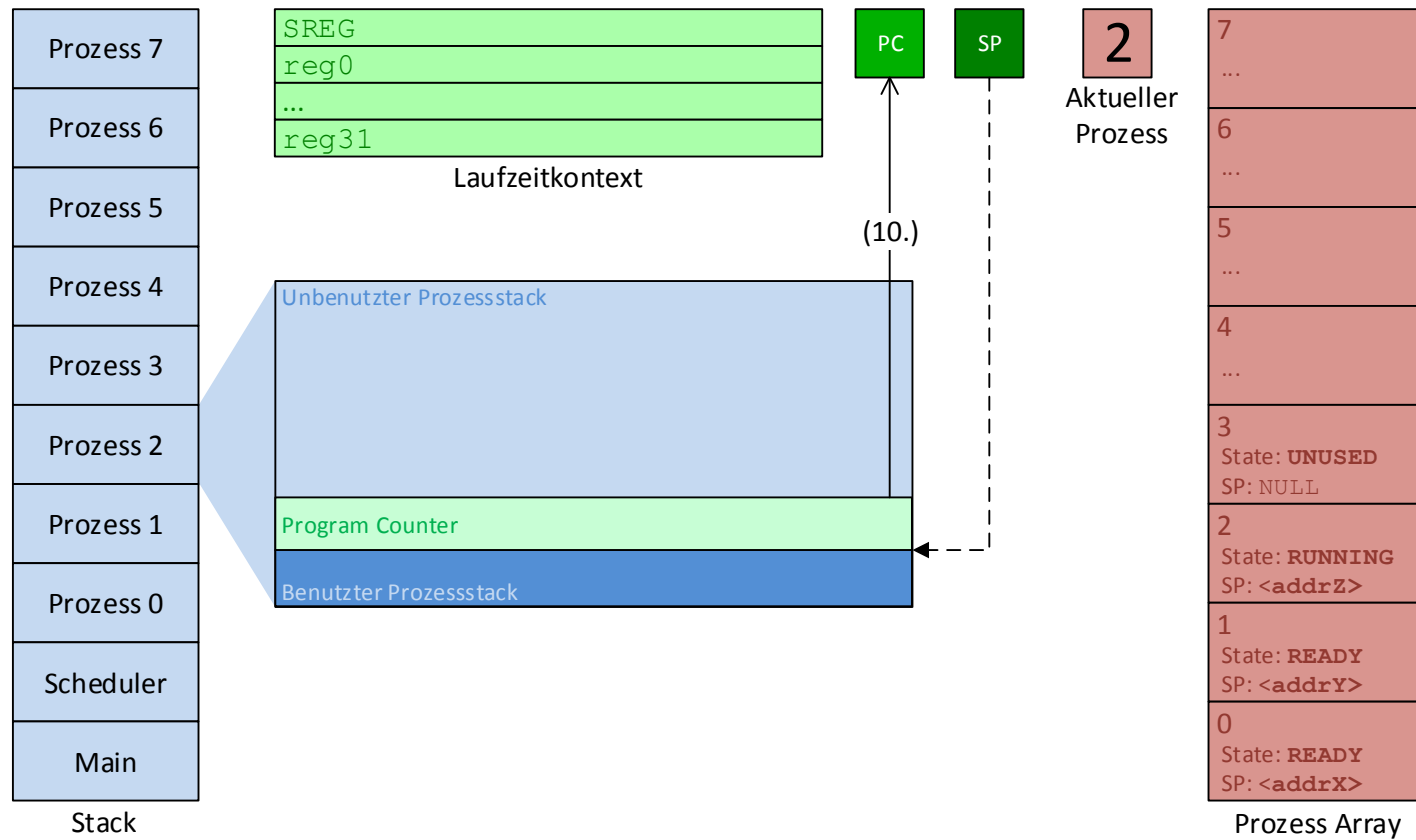 Prozess 7
Prozess 6
Prozess 5
Prozess 4
Prozess 3
Prozess 2
Prozess 1
Prozess 0
Scheduler
Main
Stack
SREG
reg0
...
reg31
Laufzeitkontext
PC
SP
(10.)
Unbenutzter Prozessstack
Program Counter
Benutzter Prozessstack
2
Aktueller
Prozess
7
...
6
...
5
...
4
...
3
State: UNUSED
SP: NULL
2
State: RUNNING
SP: <addrZ>
1
State: READY
SP: <addrY>
0
State: READY
SP: <addrX>
Prozess Array